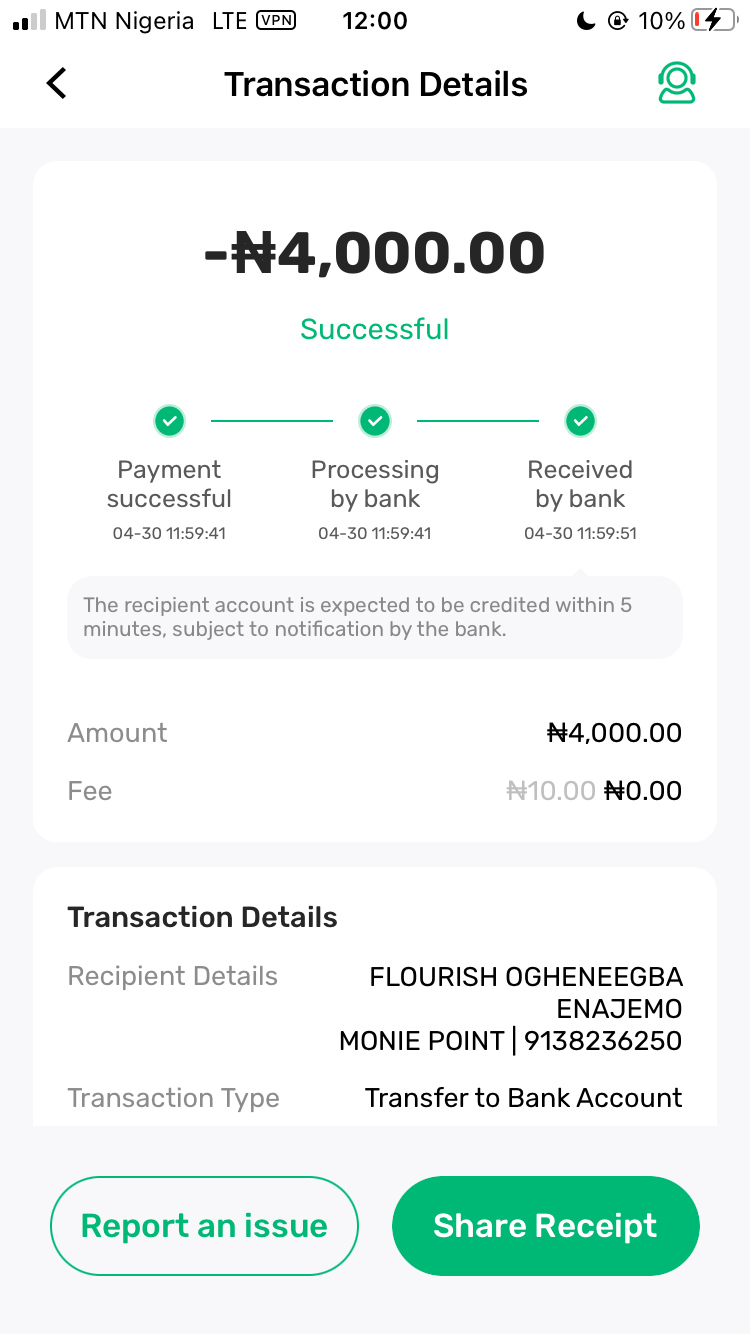 MTN Nigeria LTE VPN 12:00 10%
Transaction Details
-₦4,000.00
Successful
Payment successful
04-30 11:59:41
Processing by bank
04-30 11:59:41
Received by bank
04-30 11:59:51
The recipient account is expected to be credited within 5
minutes, subject to notification by the bank.
Amount ₦4,000.00
Fee ₦10.00 ₦0.00
Transaction Details
Recipient Details FLOURISH OGHENEEGBA
ENAJEMO
MONIE POINT | 9138236250
Transaction Type Transfer to Bank Account
Report an issue Share Receipt